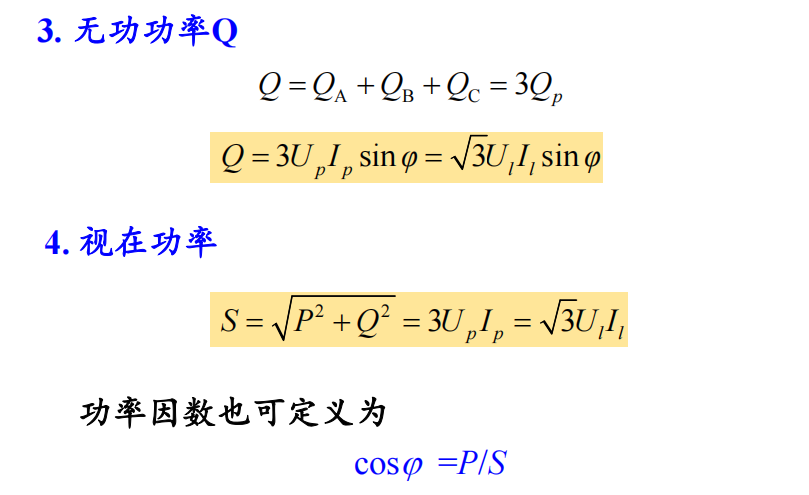 3. 无功功率Q
Q = Q_A + Q_B + Q_C = 3Q_p
Q = 3U_p I_p sin φ = √3 U_l I_l sin φ
4. 视在功率
S = √(P² + Q²) = 3U_p I_p = √3 U_l I_l
功率因数也可定义为
cosφ =P/S